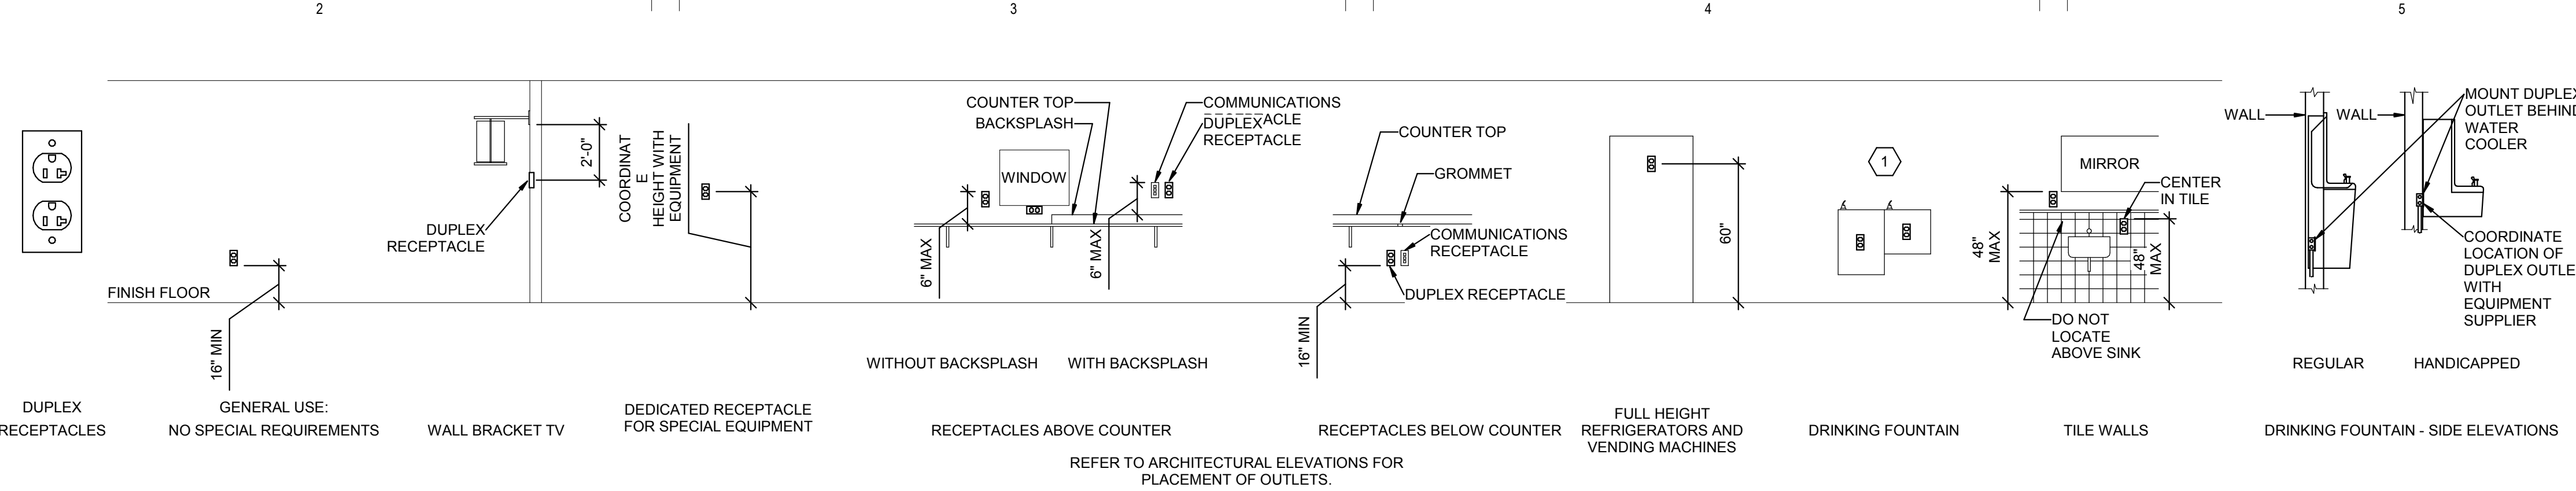 2
3
4
5
COUNTER TOP
BACKSPLASH
COMMUNICATIONS
ACLE
DUPLEX
RECEPTACLE
WINDOW
6" MAX
6" MAX
2'-0"
DUPLEX
RECEPTACLE
COORDINAT
E
HEIGHT WITH
EQUIPMENT
FINISH FLOOR
16" MIN
COUNTER TOP
GROMMET
COMMUNICATIONS
RECEPTACLE
DUPLEX RECEPTACLE
16" MIN
60"
1
MIRROR
CENTER
IN TILE
48"
MAX
48"
MAX
DO NOT
LOCATE
ABOVE SINK
WALL
WALL
MOUNT DUPLEX
OUTLET BEHIND
WATER
COOLER
COORDINATE
LOCATION OF
DUPLEX OUTLE
WITH
EQUIPMENT
SUPPLIER
WITHOUT BACKSPLASH
WITH BACKSPLASH
REGULAR
HANDICAPPED
DUPLEX
RECEPTACLES
GENERAL USE:
NO SPECIAL REQUIREMENTS
WALL BRACKET TV
DEDICATED RECEPTACLE
FOR SPECIAL EQUIPMENT
RECEPTACLES ABOVE COUNTER
RECEPTACLES BELOW COUNTER
FULL HEIGHT
REFRIGERATORS AND
VENDING MACHINES
DRINKING FOUNTAIN
TILE WALLS
DRINKING FOUNTAIN - SIDE ELEVATIONS
REFER TO ARCHITECTURAL ELEVATIONS FOR
PLACEMENT OF OUTLETS.